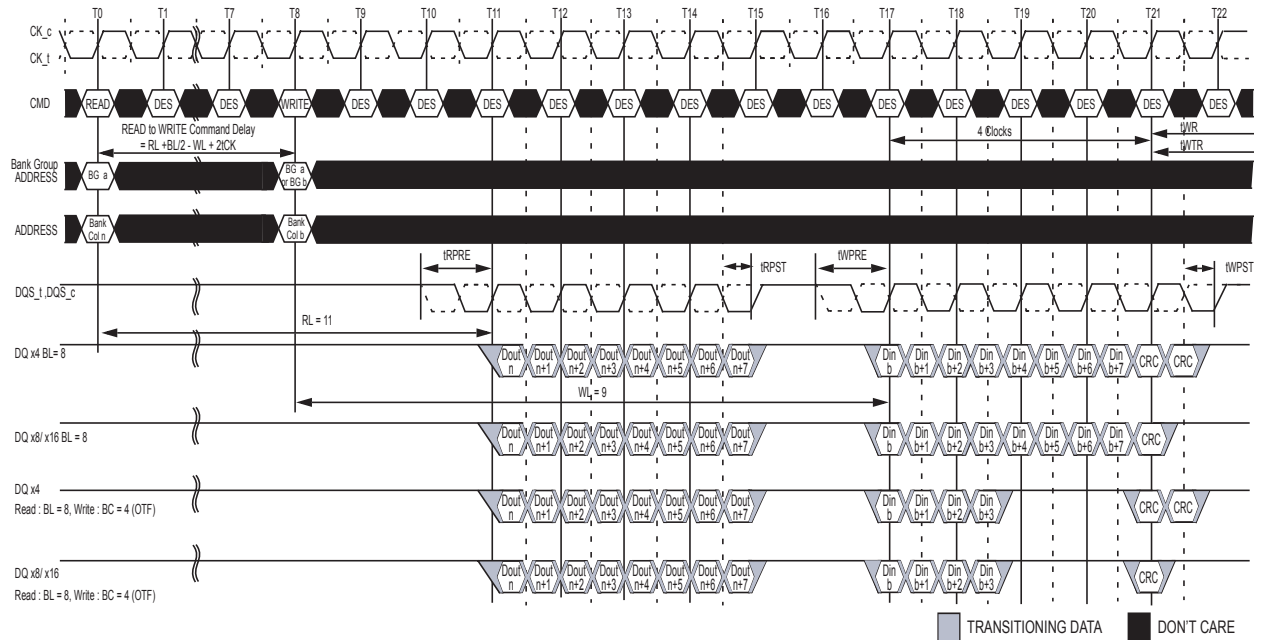 T0 T1 T7 T8 T9 T10 T11 T12 T13 T14 T15 T16 T17 T18 T19 T20 T21 T22
CK_c
CK_t
CMD READ DES DES WRITE DES DES DES DES DES DES DES DES DES DES DES DES DES DES
READ to WRITE Command Delay
= RL +BL/2 - WL + 2tCK
4 Clocks
tWR
tWTR
Bank Group
ADDRESS
BG a
BG a
or BG b
ADDRESS
Bank
Col n
Bank
Col b
tRPRE tRPST tWPRE tWPST
DQS_t ,DQS_c
RL = 11
DQ x4 BL= 8
Dout Dout Dout Dout Dout Dout Dout Dout Din Din Din Din Din Din Din Din CRC CRC
n n+1 n+2 n+3 n+4 n+5 n+6 n+7 b b+1 b+2 b+3 b+4 b+5 b+6 b+7
WL = 9
DQ x8/ x16 BL = 8
Dout Dout Dout Dout Dout Dout Dout Dout Din Din Din Din Din Din Din Din CRC
n n+1 n+2 n+3 n+4 n+5 n+6 n+7 b b+1 b+2 b+3 b+4 b+5 b+6 b+7
DQ x4
Read : BL = 8, Write : BC = 4 (OTF)
Dout Dout Dout Dout Dout Dout Dout Dout Din Din Din Din CRC CRC
n n+1 n+2 n+3 n+4 n+5 n+6 n+7 b b+1 b+2 b+3
DQ x8/ x16
Read : BL = 8, Write : BC = 4 (OTF)
Dout Dout Dout Dout Dout Dout Dout Dout Din Din Din Din CRC
n n+1 n+2 n+3 n+4 n+5 n+6 n+7 b b+1 b+2 b+3
TRANSITIONING DATA DON'T CARE